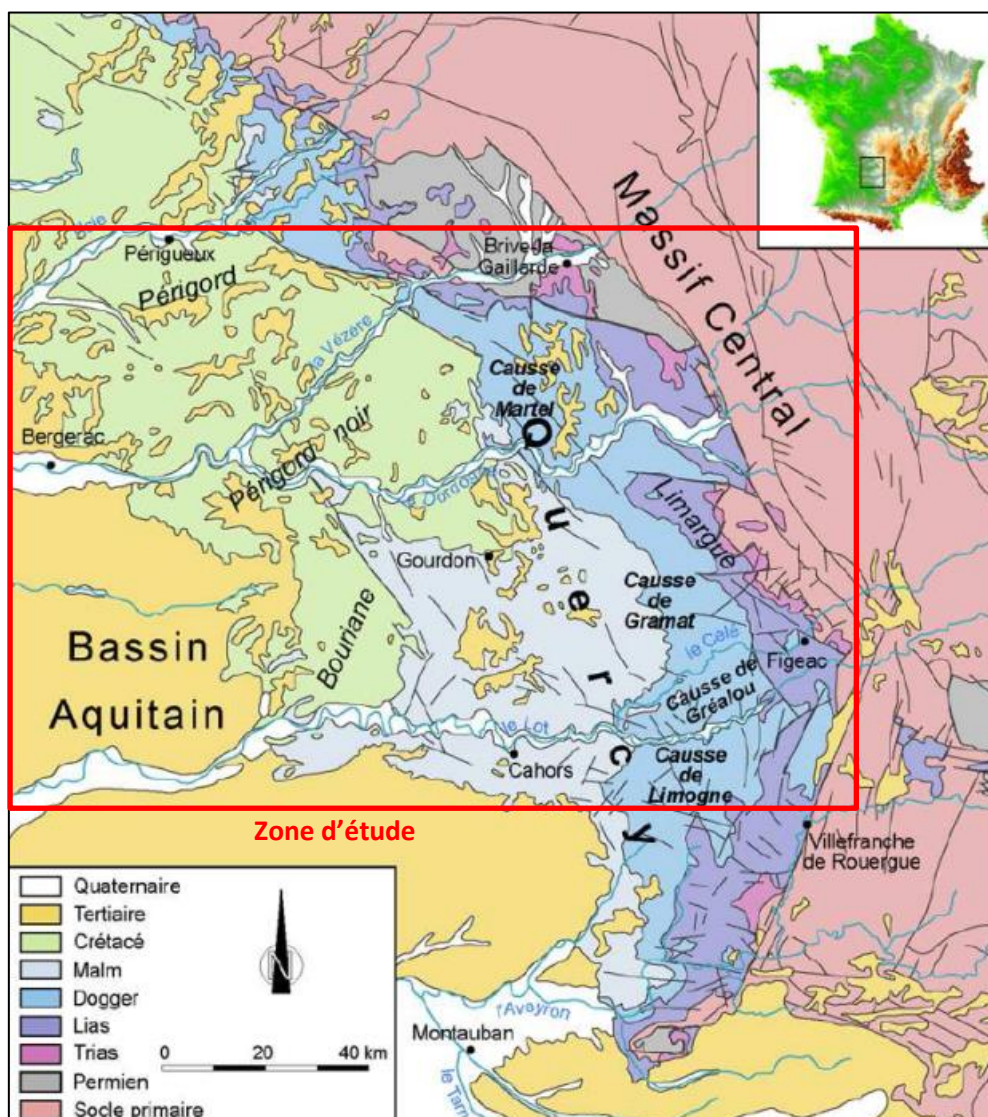 Massif Central
Isle
Périgueux
Périgord
Brive-la
Gaillarde
la Vézère
Causse
de
Martel
Bergerac
Périgord noir
Dordogne
Quercy
Limargue
Gourdon
Causse
de
Gramat
le Célé
Figeac
Bassin
Aquitain
Bouriane
Causse de
Gréalou
le Lot
Cahors
Causse
de
Limogne
Zone d'étude
Villefranche
de Rouergue
Quaternaire
Tertiaire
Crétacé
Malm
Dogger
Lias
Trias
Permien
Socle primaire
N
0 20 40 km
l'Aveyron
Montauban
le Tarn